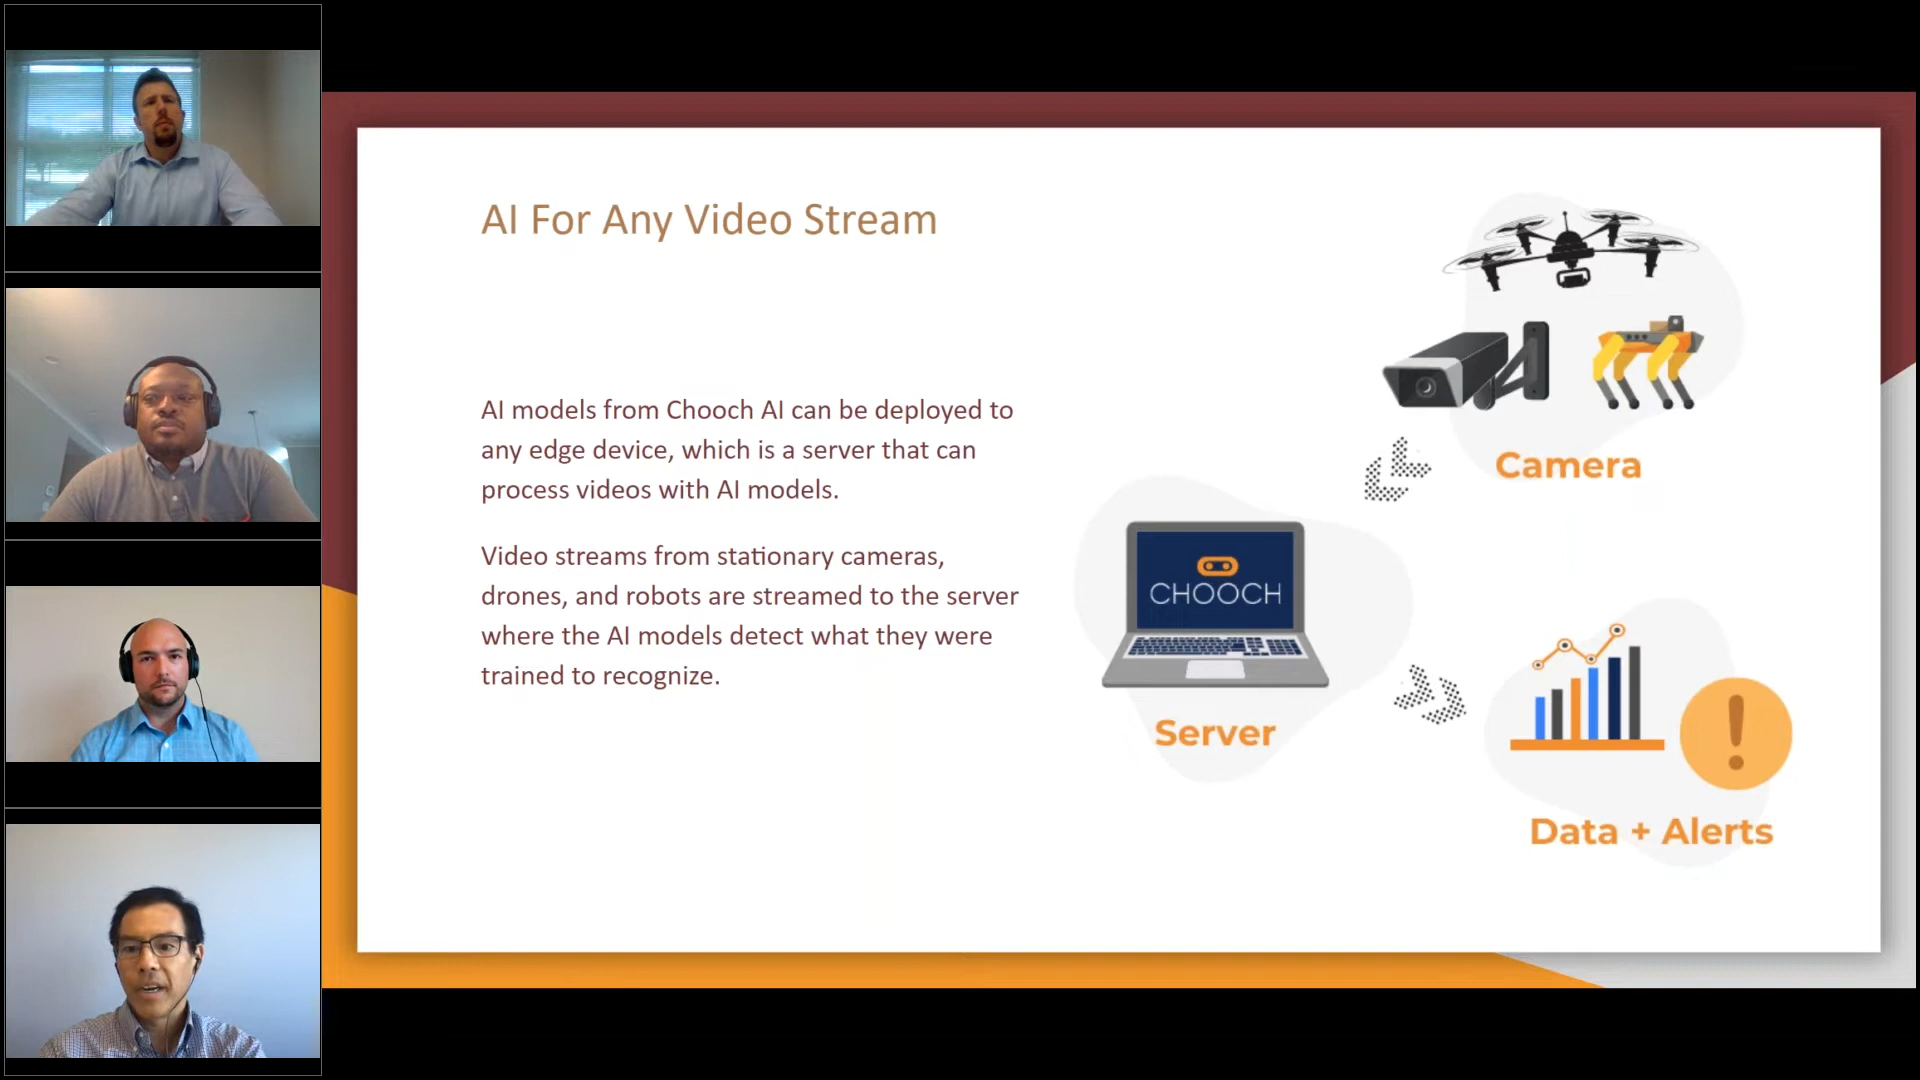 AI For Any Video Stream
AI models from Chooch AI can be deployed to
any edge device, which is a server that can
process videos with AI models.
Video streams from stationary cameras,
drones, and robots are streamed to the server
where the AI models detect what they were
trained to recognize.
Camera
CHOOCH
Server
Data + Alerts